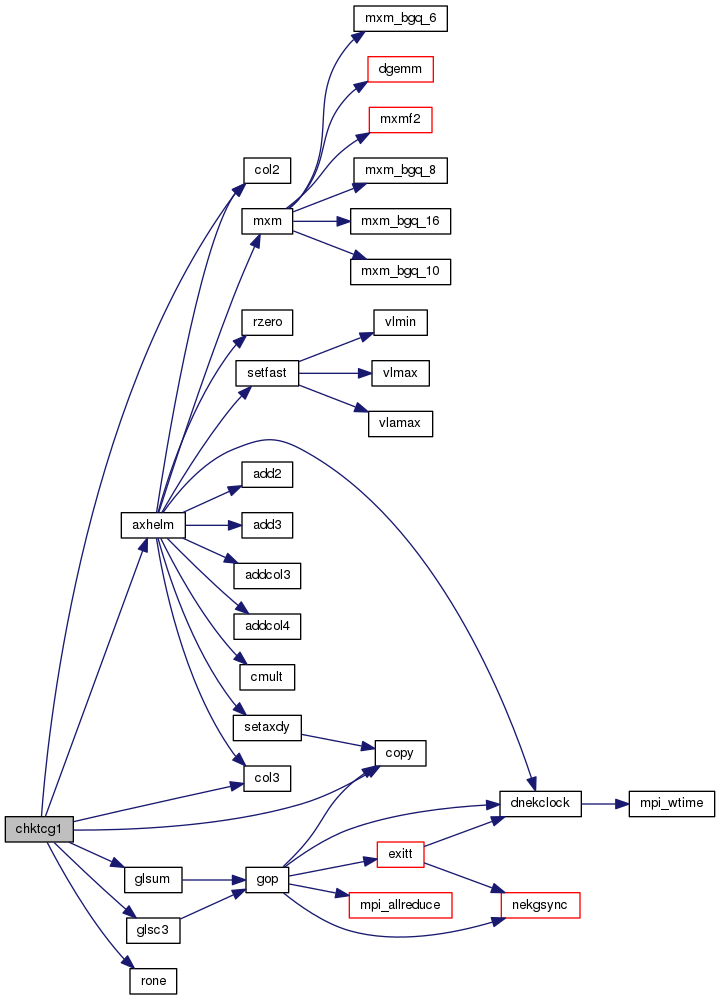 mxm_bgq_6
dgemm
mxmf2
col2
mxm_bgq_8
mxm
mxm_bgq_16
mxm_bgq_10
rzero
vlmin
setfast
vlmax
vlamax
add2
axhelm
add3
addcol3
addcol4
cmult
setaxdy
copy
col3
dnekclock
mpi_wtime
chktcg1
exitt
glsum
gop
mpi_allreduce
nekgsync
glsc3
rone